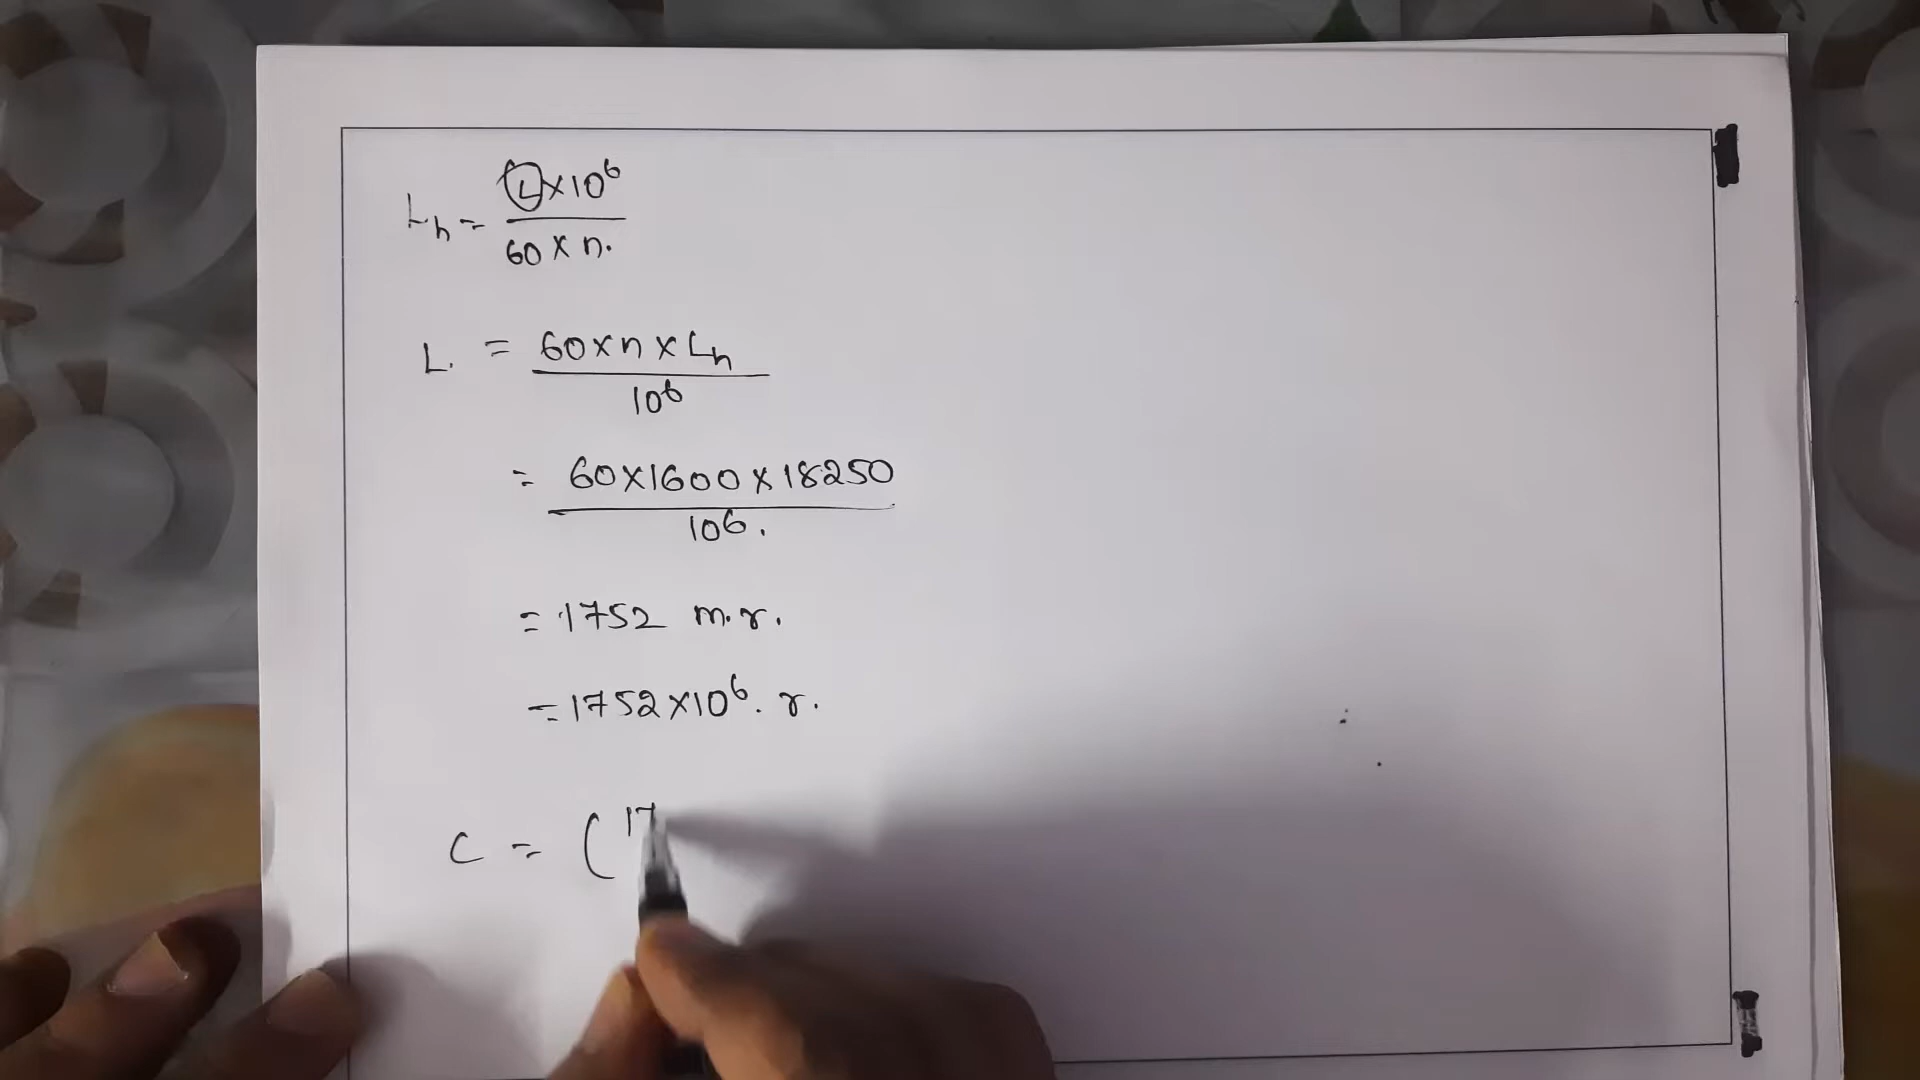 Lh = L×10⁶
60 × n.
L. = 60×n×Lh
10⁶
= 60×1600×18250
10⁶.
= 1752 m.r.
= 1752×10⁶. r.
C = (17